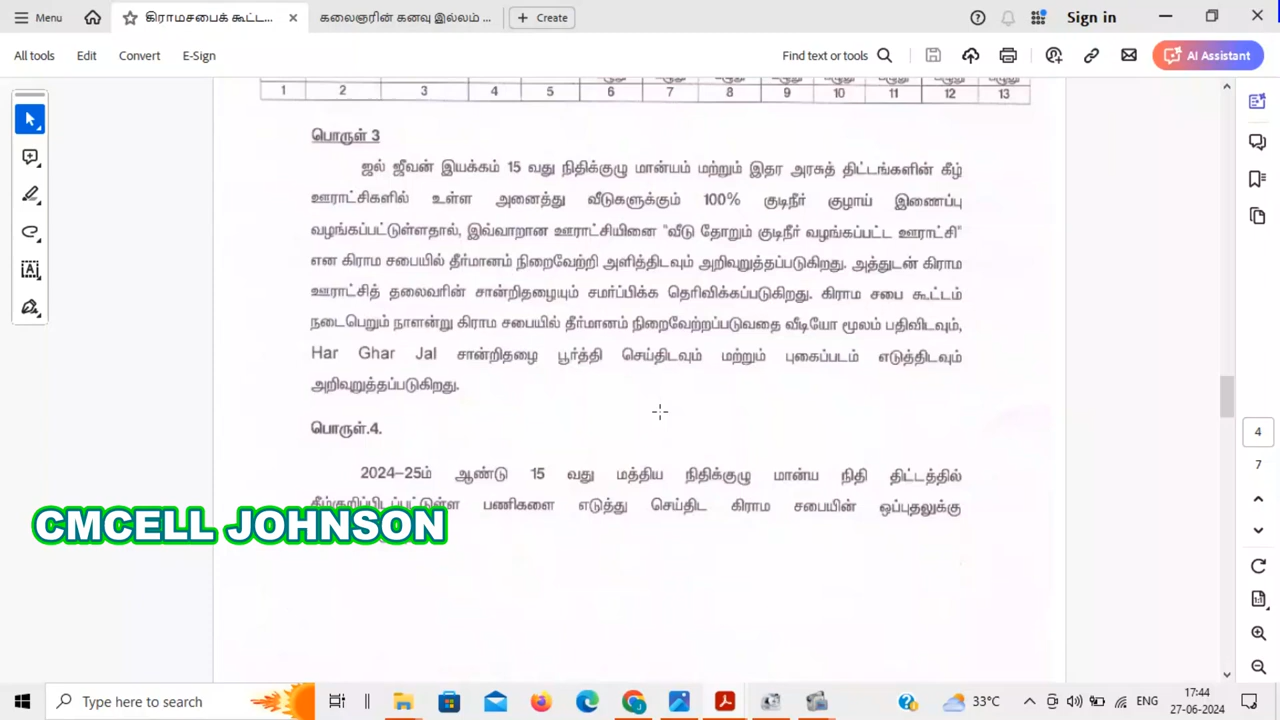 Menu
கிராமசபைக் கூட்ட...
கலைஞரின் கனவு இல்லம் ...
Create
Sign in
All tools
Edit
Convert
E-Sign
Find text or tools
AI Assistant
1 2 3 4 5 6 7 8 9 10 11 12 13
பொருள் 3
ஜல் ஜீவன் இயக்கம் 15 வது நிதிக்குழு மான்யம் மற்றும் இதர அரசுத் திட்டங்களின் கீழ்
ஊராட்சிகளில் உள்ள அனைத்து வீடுகளுக்கும் 100% குடிநீர் குழாய் இணைப்பு
வழங்கப்பட்டுள்ளதால், இவ்வாறான ஊராட்சியினை "வீடு தோறும் குடிநீர் வழங்கப்பட்ட ஊராட்சி"
என கிராம சபையில் தீர்மானம் நிறைவேற்றி அளித்திடவும் அறிவுறுத்தப்படுகிறது. அத்துடன் கிராம
ஊராட்சித் தலைவரின் சான்றிதழையும் சமர்ப்பிக்க தெரிவிக்கப்படுகிறது. கிராம சபை கூட்டம்
நடைபெறும் நாளன்று கிராம சபையில் தீர்மானம் நிறைவேற்றப்படுவதை வீடியோ மூலம் பதிவிடவும்,
Har Ghar Jal சான்றிதழை பூர்த்தி செய்திடவும் மற்றும் புகைப்படம் எடுத்திடவும்
அறிவுறுத்தப்படுகிறது.
பொருள்.4.
2024-25ம் ஆண்டு 15 வது மத்திய நிதிக்குழு மான்ய நிதி திட்டத்தில்
பணிகளை எடுத்து செய்திட கிராம சபையின் ஒப்புதலுக்கு
CMCELL JOHNSON
4
7
Type here to search
33°C
ENG
17:44
27-06-2024